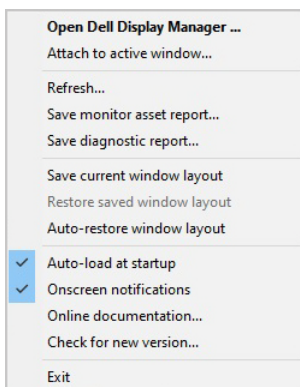 Open Dell Display Manager ...
Attach to active window...
Refresh...
Save monitor asset report...
Save diagnostic report...
Save current window layout
Restore saved window layout
Auto-restore window layout
Auto-load at startup
Onscreen notifications
Online documentation...
Check for new version...
Exit